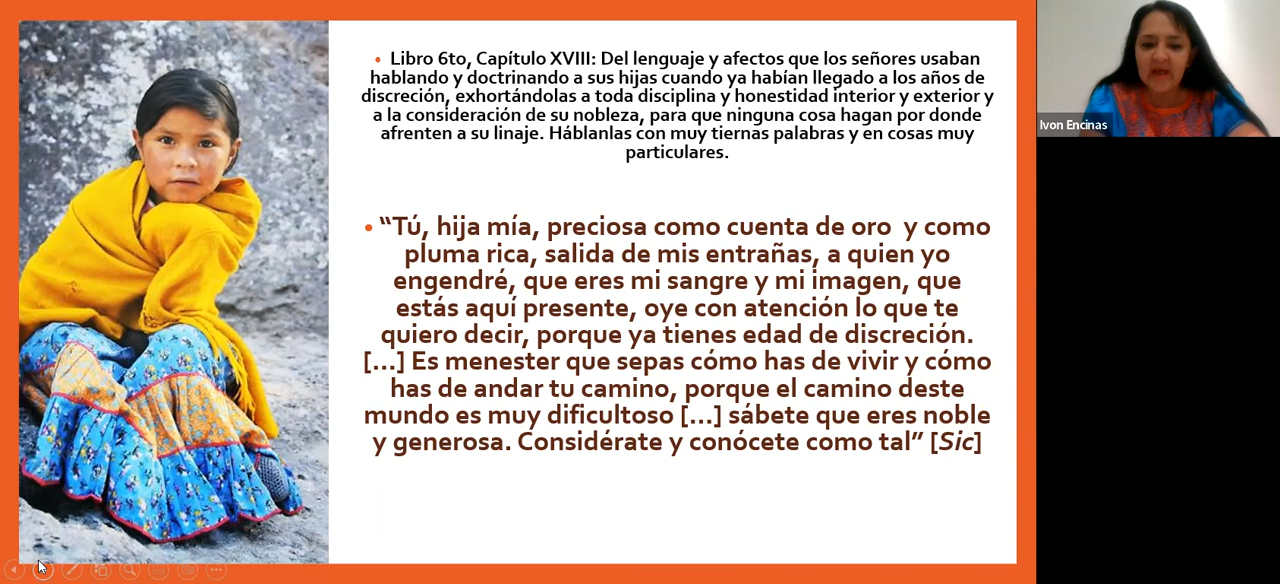 • Libro 6to, Capítulo XVIII: Del lenguaje y afectos que los señores usaban
hablando y doctrinando a sus hijas cuando ya habían llegado a los años de
discreción, exhortándolas a toda disciplina y honestidad interior y exterior y
a la consideración de su nobleza, para que ninguna cosa hagan por donde
afrenten a su linaje. Háblanlas con muy tiernas palabras y en cosas muy
particulares.
• “Tú, hija mía, preciosa como cuenta de oro y como
pluma rica, salida de mis entrañas, a quien yo
engendré, que eres mi sangre y mi imagen, que
estás aquí presente, oye con atención lo que te
quiero decir, porque ya tienes edad de discreción.
[...] Es menester que sepas cómo has de vivir y cómo
has de andar tu camino, porque el camino deste
mundo es muy dificultoso [...] sábete que eres noble
y generosa. Considérate y conócete como tal” [Sic]
Ivon Encinas